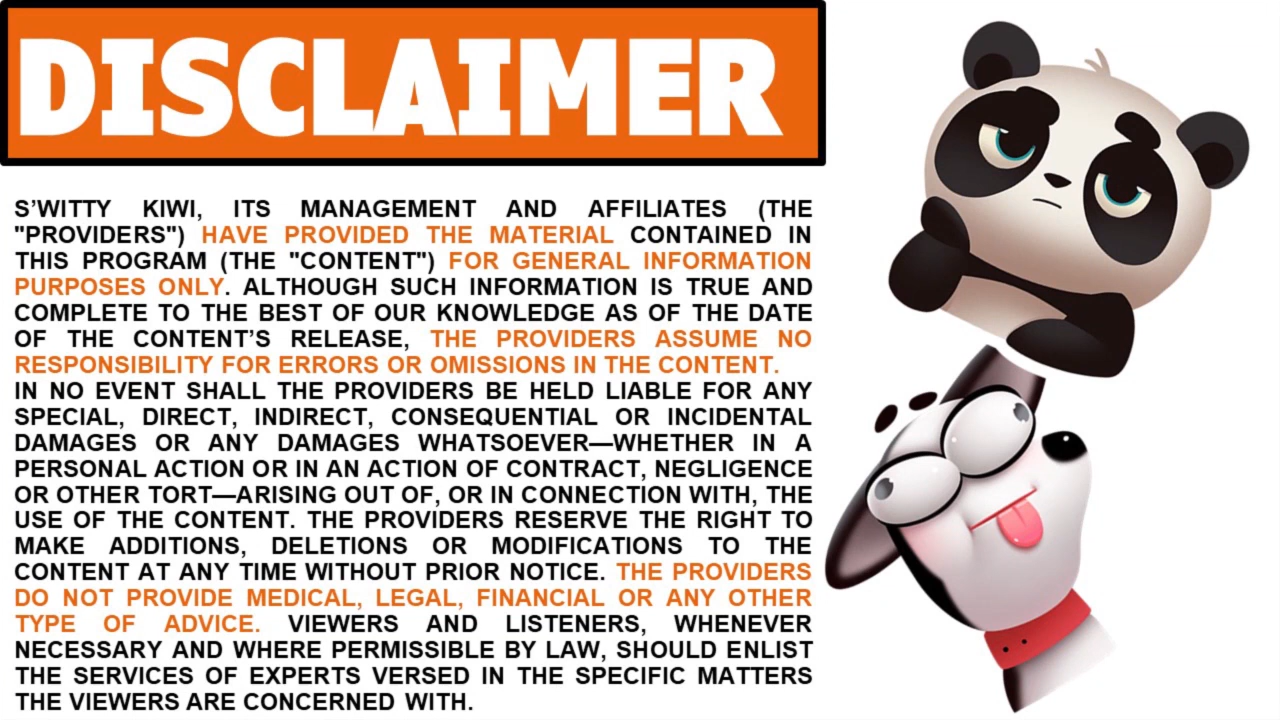 DISCLAIMER
S’WITTY KIWI, ITS MANAGEMENT AND AFFILIATES (THE
"PROVIDERS") HAVE PROVIDED THE MATERIAL CONTAINED IN
THIS PROGRAM (THE "CONTENT") FOR GENERAL INFORMATION
PURPOSES ONLY. ALTHOUGH SUCH INFORMATION IS TRUE AND
COMPLETE TO THE BEST OF OUR KNOWLEDGE AS OF THE DATE
OF THE CONTENT’S RELEASE, THE PROVIDERS ASSUME NO
RESPONSIBILITY FOR ERRORS OR OMISSIONS IN THE CONTENT.
IN NO EVENT SHALL THE PROVIDERS BE HELD LIABLE FOR ANY
SPECIAL, DIRECT, INDIRECT, CONSEQUENTIAL OR INCIDENTAL
DAMAGES OR ANY DAMAGES WHATSOEVER—WHETHER IN A
PERSONAL ACTION OR IN AN ACTION OF CONTRACT, NEGLIGENCE
OR OTHER TORT—ARISING OUT OF, OR IN CONNECTION WITH, THE
USE OF THE CONTENT. THE PROVIDERS RESERVE THE RIGHT TO
MAKE ADDITIONS, DELETIONS OR MODIFICATIONS TO THE
CONTENT AT ANY TIME WITHOUT PRIOR NOTICE. THE PROVIDERS
DO NOT PROVIDE MEDICAL, LEGAL, FINANCIAL OR ANY OTHER
TYPE OF ADVICE. VIEWERS AND LISTENERS, WHENEVER
NECESSARY AND WHERE PERMISSIBLE BY LAW, SHOULD ENLIST
THE SERVICES OF EXPERTS VERSED IN THE SPECIFIC MATTERS
THE VIEWERS ARE CONCERNED WITH.